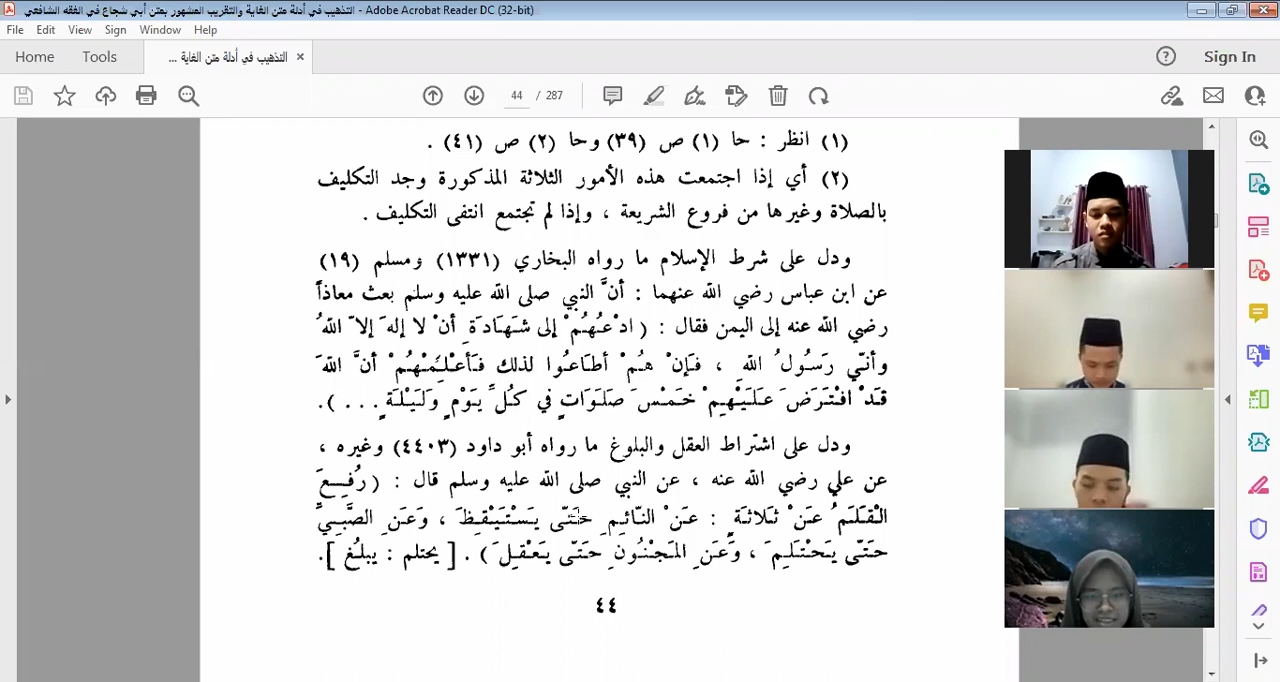 التذهيب في أدلة متن الغاية والتقريب المشهور بمتن أبي شجاع في الفقه الشافعي - Adobe Acrobat Reader DC (32-bit)
File Edit View Sign Window Help
Home Tools التذهيب في أدلة متن الغاية ... × Sign In
44 / 287
(١) انظر : حا (١) ص (٣٩) وحا (٢) ص (٤١) .
(٢) أي إذا اجتمعت هذه الأمور الثلاثة المذكورة وجد التكليف
بالصلاة وغيرها من فروع الشريعة ، وإذا لم تجتمع انتفى التكليف .
ودل على شرط الإسلام ما رواه البخاري (١٣٣١) ومسلم (١٩)
عن ابن عباس رضي الله عنهما : أنَّ النبي صلى الله عليه وسلم بعث معاذاً
رضي الله عنه إلى اليمن فقال : ( ادْعُهُمْ إلى شَهَادَةِ أنْ لا إلهَ إلاَّ اللهُ
وأنّي رَسُولُ اللهِ ، فَإنْ هُمْ أطَاعُوا لذلك فَأعْلِمْهُمْ أنَّ اللهَ
قَدْ افْتَرَضَ عَلَيْهِمْ خَمْسَ صَلَوَاتٍ في كُلِّ يَوْمٍ وَلَيْلَةٍ . . . ).
ودل على اشتراط العقل والبلوغ ما رواه أبو داود (٤٤٠٣) وغيره ،
عن علي رضي الله عنه ، عن النبي صلى الله عليه وسلم قال : ( رُفِعَ
الْقَلَمُ عَنْ ثَلاثَةٍ : عَنْ النَّائِمِ حَتّى يَسْتَيْقِظَ ، وَعَنِ الصَّبِيِّ
حَتّى يَحْتَلِمَ ، وَعَنِ المَجْنُونِ حَتّى يَعْقِلَ ) . [ يحتلم : يبلُغ ].
٤٤